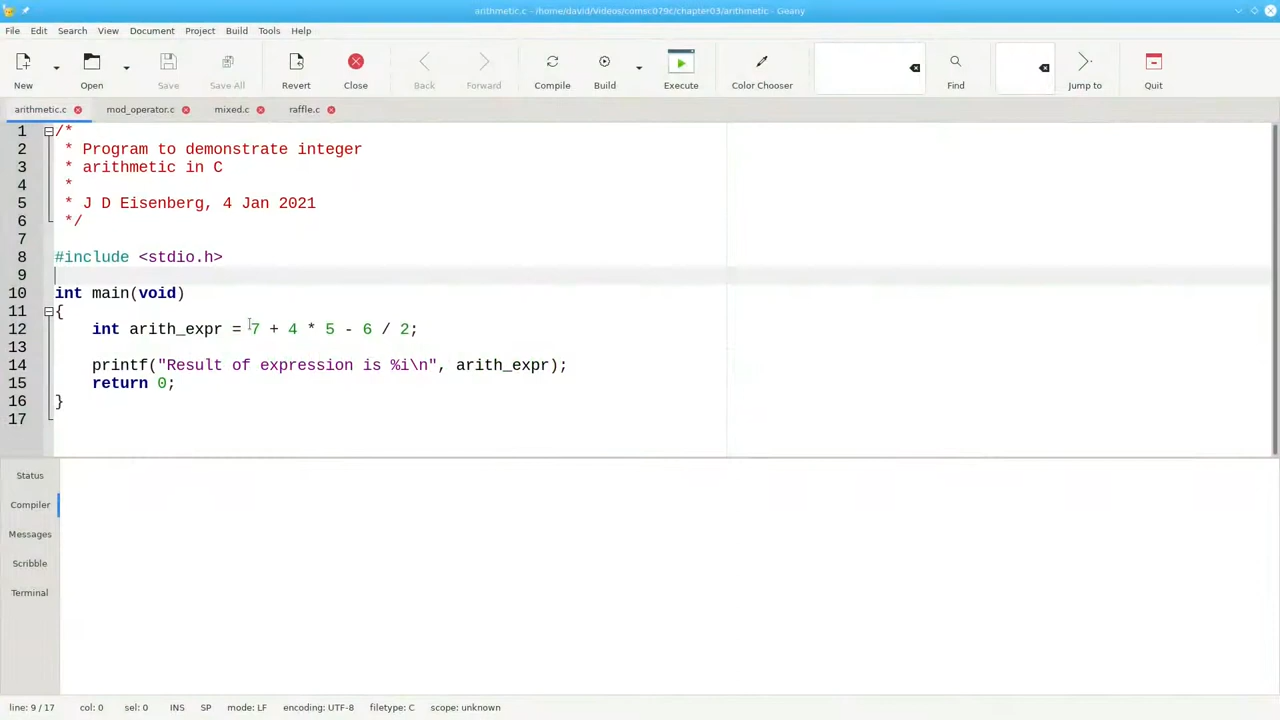 arithmetic.c - /home/david/Videos/comsc079c/chapter03/arithmetic - Geany
File Edit Search View Document Project Build Tools Help
New Open Save Save All Revert Close Back Forward Compile Build Execute Color Chooser Find Jump to Quit
arithmetic.c mod_operator.c mixed.c raffle.c
1 /*
2 * Program to demonstrate integer
3 * arithmetic in C
4 *
5 * J D Eisenberg, 4 Jan 2021
6 */
7
8 #include <stdio.h>
9
10 int main(void)
11 {
12 int arith_expr = 7 + 4 * 5 - 6 / 2;
13
14 printf("Result of expression is %i\n", arith_expr);
15 return 0;
16 }
17
Status
Compiler
Messages
Scribble
Terminal
line: 9 / 17 col: 0 sel: 0 INS SP mode: LF encoding: UTF-8 filetype: C scope: unknown